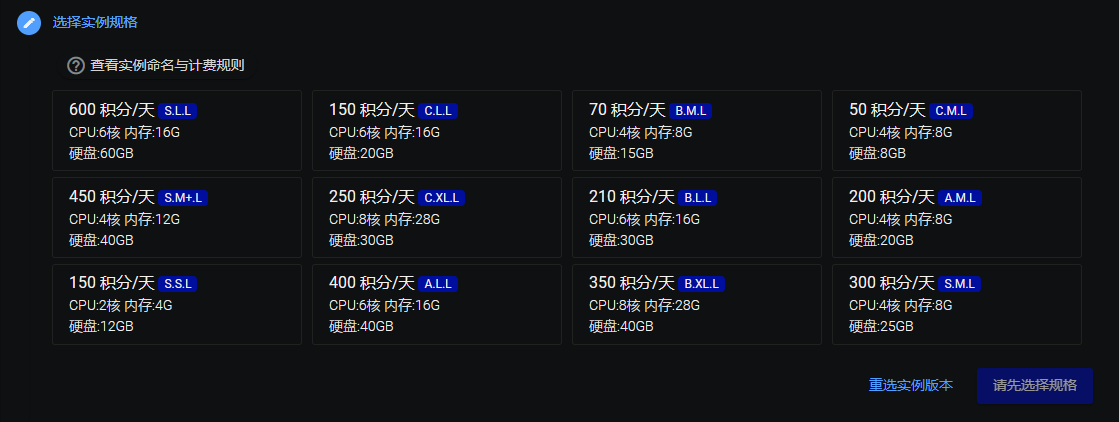 选择实例规格
查看实例命名与计费规则
600 积分/天 S.L.L
CPU:6核 内存:16G
硬盘:60GB
150 积分/天 C.L.L
CPU:6核 内存:16G
硬盘:20GB
70 积分/天 B.M.L
CPU:4核 内存:8G
硬盘:15GB
50 积分/天 C.M.L
CPU:4核 内存:8G
硬盘:8GB
450 积分/天 S.M+.L
CPU:4核 内存:12G
硬盘:40GB
250 积分/天 C.XL.L
CPU:8核 内存:28G
硬盘:30GB
210 积分/天 B.L.L
CPU:6核 内存:16G
硬盘:30GB
200 积分/天 A.M.L
CPU:4核 内存:8G
硬盘:20GB
150 积分/天 S.S.L
CPU:2核 内存:4G
硬盘:12GB
400 积分/天 A.L.L
CPU:6核 内存:16G
硬盘:40GB
350 积分/天 B.XL.L
CPU:8核 内存:28G
硬盘:40GB
300 积分/天 S.M.L
CPU:4核 内存:8G
硬盘:25GB
重选实例版本
请先选择规格